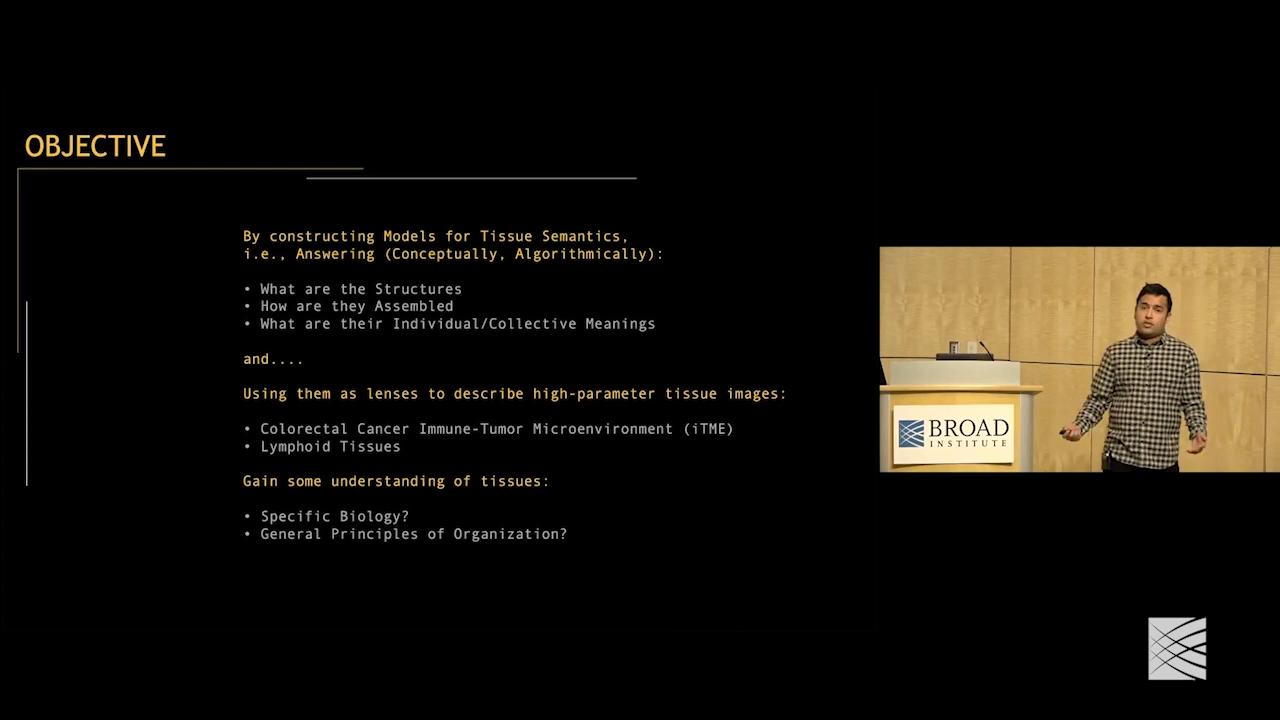 OBJECTIVE
By constructing Models for Tissue Semantics,
i.e., Answering (Conceptually, Algorithmically):
• What are the Structures
• How are they Assembled
• What are their Individual/Collective Meanings
and....
Using them as lenses to describe high-parameter tissue images:
• Colorectal Cancer Immune-Tumor Microenvironment (iTME)
• Lymphoid Tissues
Gain some understanding of tissues:
• Specific Biology?
• General Principles of Organization?
BROAD
INSTITUTE